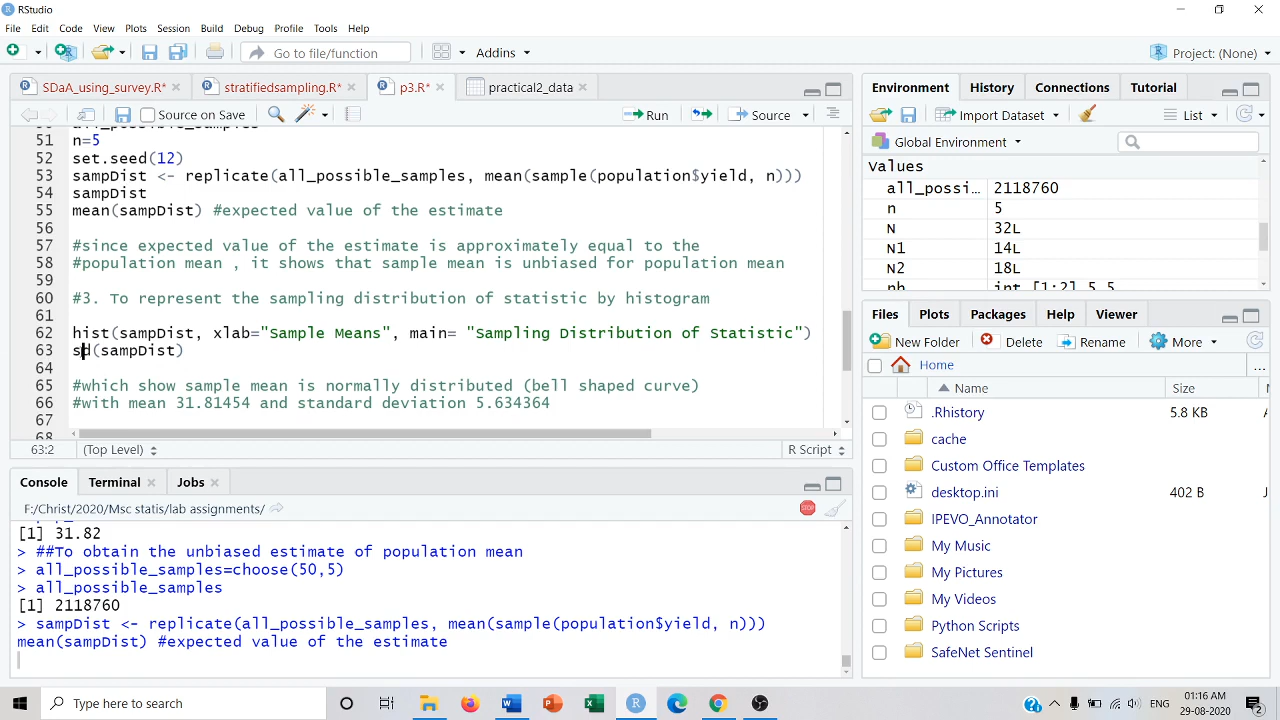 RStudio
File Edit Code View Plots Session Build Debug Profile Tools Help
Go to file/function Addins Project: (None)
SDaA_using_survey.R* stratifiedsampling.R* p3.R* practical2_data
Source on Save Run Source
51 n=5
52 set.seed(12)
53 sampDist <- replicate(all_possible_samples, mean(sample(population$yield, n)))
54 sampDist
55 mean(sampDist) #expected value of the estimate
56
57 #since expected value of the estimate is approximately equal to the
58 #population mean , it shows that sample mean is unbiased for population mean
59
60 #3. To represent the sampling distribution of statistic by histogram
61
62 hist(sampDist, xlab="Sample Means", main= "Sampling Distribution of Statistic")
63 sd(sampDist)
64
65 #which show sample mean is normally distributed (bell shaped curve)
66 #with mean 31.81454 and standard deviation 5.634364
67
68
63:2 (Top Level) R Script
Console Terminal Jobs
F:/Christ/2020/Msc statis/lab assignments/
[1] 31.82
> ##To obtain the unbiased estimate of population mean
> all_possible_samples=choose(50,5)
> all_possible_samples
[1] 2118760
> sampDist <- replicate(all_possible_samples, mean(sample(population$yield, n)))
mean(sampDist) #expected value of the estimate
Environment History Connections Tutorial
Import Dataset List
Global Environment
Values
all_possi… 2118760
n 5
N 32L
N1 14L
N2 18L
nh int [1:2] 5 5
Files Plots Packages Help Viewer
New Folder Delete Rename More
Home ...
Name Size
.Rhistory 5.8 KB
cache
Custom Office Templates
desktop.ini 402 B
IPEVO_Annotator
My Music
My Pictures
My Videos
Python Scripts
SafeNet Sentinel
Type here to search
01:16 AM
29-08-2020